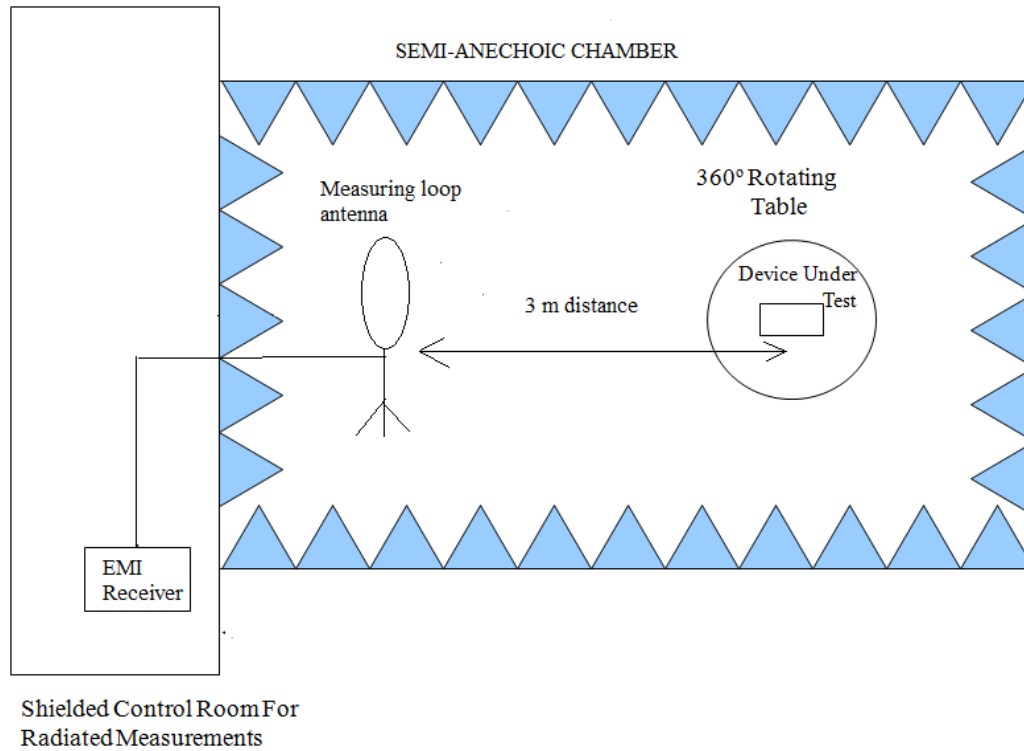 SEMI-ANECHOIC CHAMBER
Measuring loop
antenna
360º Rotating
Table
Device Under
Test
3 m distance
EMI
Receiver
Shielded Control Room For
Radiated Measurements